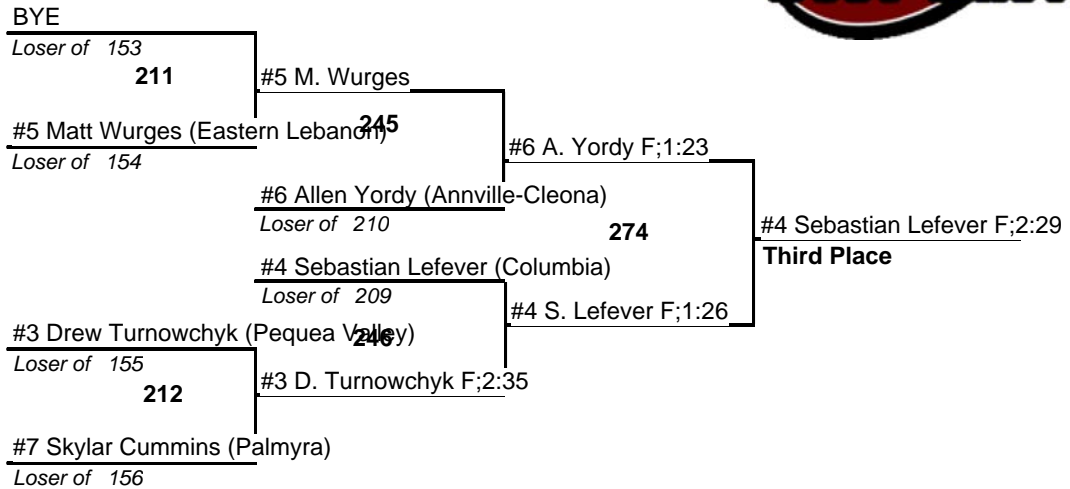 BYE
Loser of 153
211
#5 M. Wurges
#5 Matt Wurges (Eastern Lebanon)
245
Loser of 154
#6 A. Yordy F;1:23
#6 Allen Yordy (Annville-Cleona)
Loser of 210
274
#4 Sebastian Lefever F;2:29
Third Place
#4 Sebastian Lefever (Columbia)
Loser of 209
#4 S. Lefever F;1:26
#3 Drew Turnowchyk (Pequea Valley)
246
Loser of 155
212
#3 D. Turnowchyk F;2:35
#7 Skylar Cummins (Palmyra)
Loser of 156